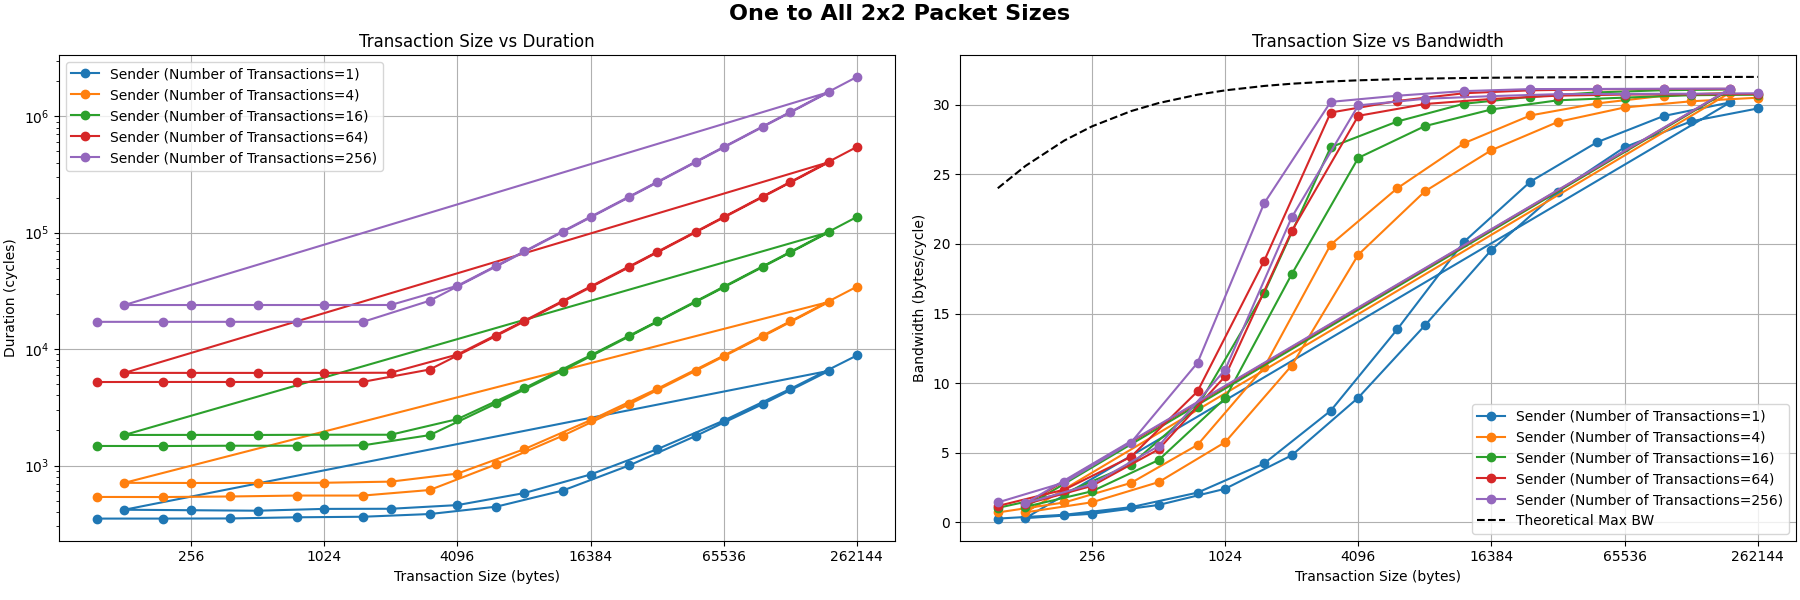 One to All 2x2 Packet Sizes
Transaction Size vs Duration
Sender (Number of Transactions=1)
Sender (Number of Transactions=4)
Sender (Number of Transactions=16)
Sender (Number of Transactions=64)
Sender (Number of Transactions=256)
Duration (cycles)
10^6
10^5
10^4
10^3
256
1024
4096
16384
65536
262144
Transaction Size (bytes)
Transaction Size vs Bandwidth
Bandwidth (bytes/cycle)
30
25
20
15
10
5
0
Sender (Number of Transactions=1)
Sender (Number of Transactions=4)
Sender (Number of Transactions=16)
Sender (Number of Transactions=64)
Sender (Number of Transactions=256)
Theoretical Max BW
256
1024
4096
16384
65536
262144
Transaction Size (bytes)